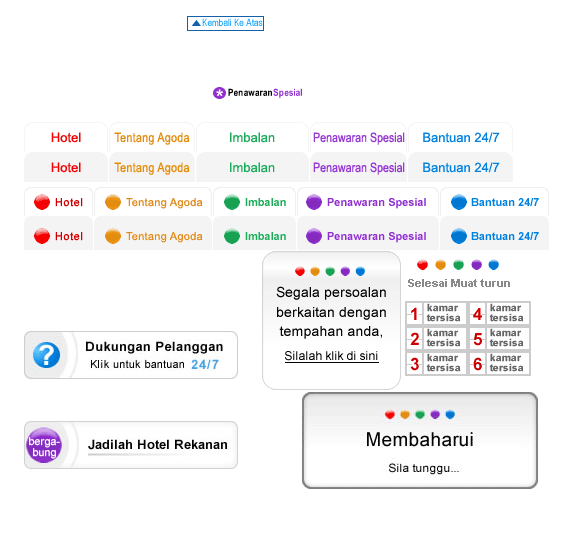 Kembali Ke Atas
PenawaranSpesial
Hotel Tentang Agoda Imbalan Penawaran Spesial Bantuan 24/7
Hotel Tentang Agoda Imbalan Penawaran Spesial Bantuan 24/7
Hotel Tentang Agoda Imbalan Penawaran Spesial Bantuan 24/7
Hotel Tentang Agoda Imbalan Penawaran Spesial Bantuan 24/7
Segala persoalan
berkaitan dengan
tempahan anda,
Silalah klik di sini
Selesai Muat turun
1 kamar tersisa
4 kamar tersisa
2 kamar tersisa
5 kamar tersisa
3 kamar tersisa
6 kamar tersisa
? Dukungan Pelanggan
Klik untuk bantuan 24/7
berga-
bung
Jadilah Hotel Rekanan
Membaharui
Sila tunggu...